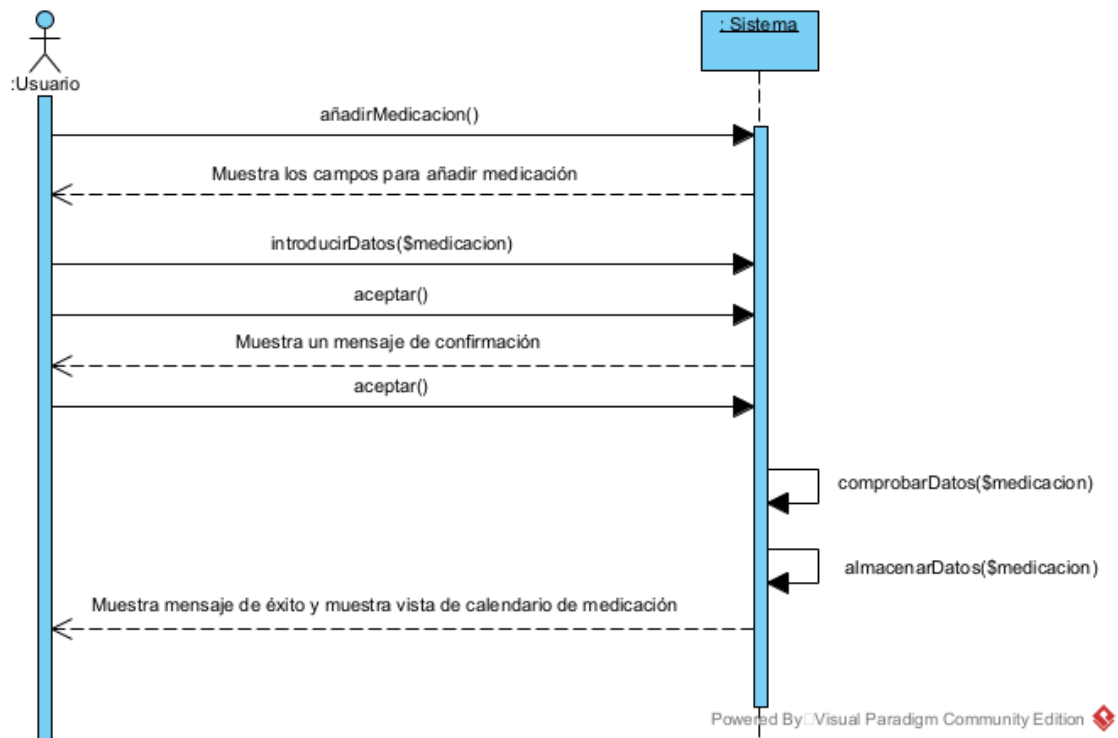 : Sistema
:Usuario
añadirMedicacion()
Muestra los campos para añadir medicación
introducirDatos($medicacion)
aceptar()
Muestra un mensaje de confirmación
aceptar()
comprobarDatos($medicacion)
almacenarDatos($medicacion)
Muestra mensaje de éxito y muestra vista de calendario de medicación
Powered By Visual Paradigm Community Edition